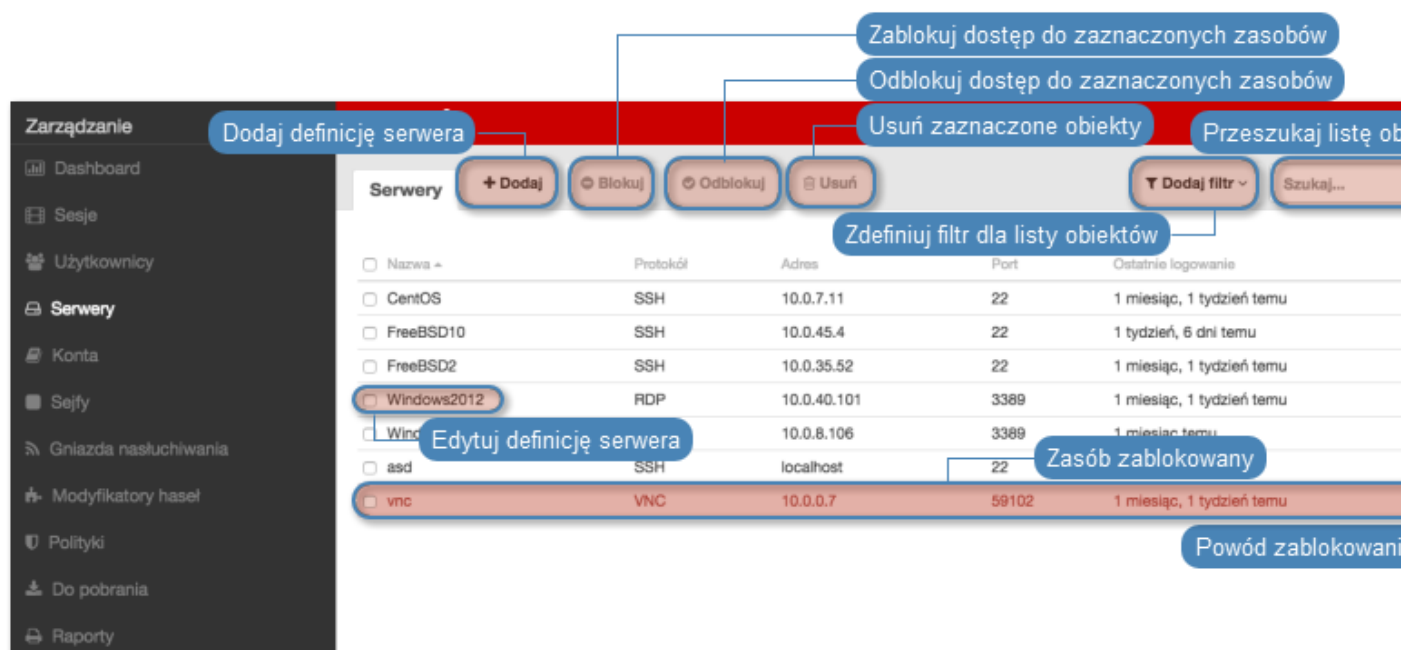 Zablokuj dostęp do zaznaczonych zasobów
Odblokuj dostęp do zaznaczonych zasobów
Zarządzanie
Dodaj definicję serwera
Usuń zaznaczone obiekty
Przeszukaj listę ob
Dashboard
Serwery
+ Dodaj
Blokuj
Odblokuj
Usuń
Dodaj filtr
Szukaj...
Sesje
Zdefiniuj filtr dla listy obiektów
Użytkownicy
Nazwa Protokół Adres Port Ostatnie logowanie
Serwery
CentOS SSH 10.0.7.11 22 1 miesiąc, 1 tydzień temu
FreeBSD10 SSH 10.0.45.4 22 1 tydzień, 6 dni temu
Konta
FreeBSD2 SSH 10.0.35.52 22 1 miesiąc, 1 tydzień temu
Sejfy
Windows2012 RDP 10.0.40.101 3389 1 miesiąc, 1 tydzień temu
Gniazda nasłuchiwania
Edytuj definicję serwera
10.0.8.106 3389 1 miesiąc temu
Zasób zablokowany
asd SSH localhost 22
Modyfikatory haseł
vnc VNC 10.0.0.7 59102 1 miesiąc, 1 tydzień temu
Polityki
Powód zablokowani
Do pobrania
Raporty